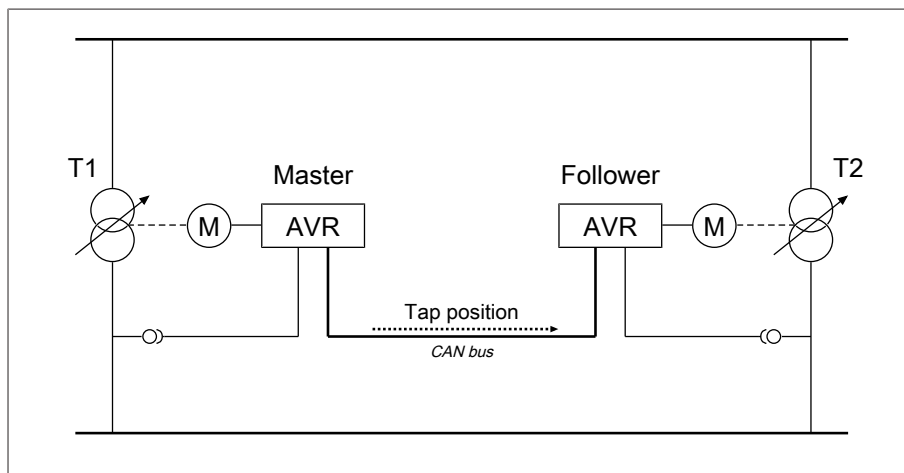 T1
Master
Follower
T2
M
AVR
AVR
M
Tap position
CAN bus